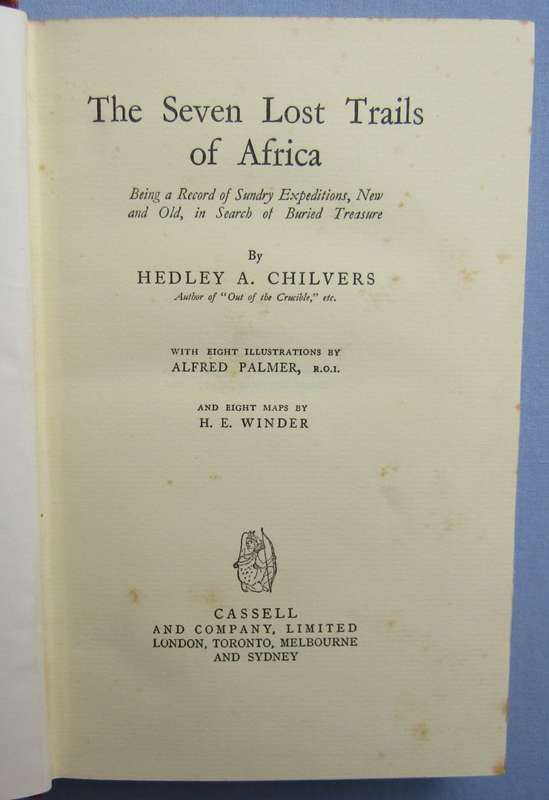 The Seven Lost Trails
of Africa
Being a Record of Sundry Expeditions, New
and Old, in Search of Buried Treasure
By
HEDLEY A. CHILVERS
Author of "Out of the Crucible," etc.
WITH EIGHT ILLUSTRATIONS BY
ALFRED PALMER, R.O.I.
AND EIGHT MAPS BY
H. E. WINDER
CASSELL
AND COMPANY, LIMITED
LONDON, TORONTO, MELBOURNE
AND SYDNEY